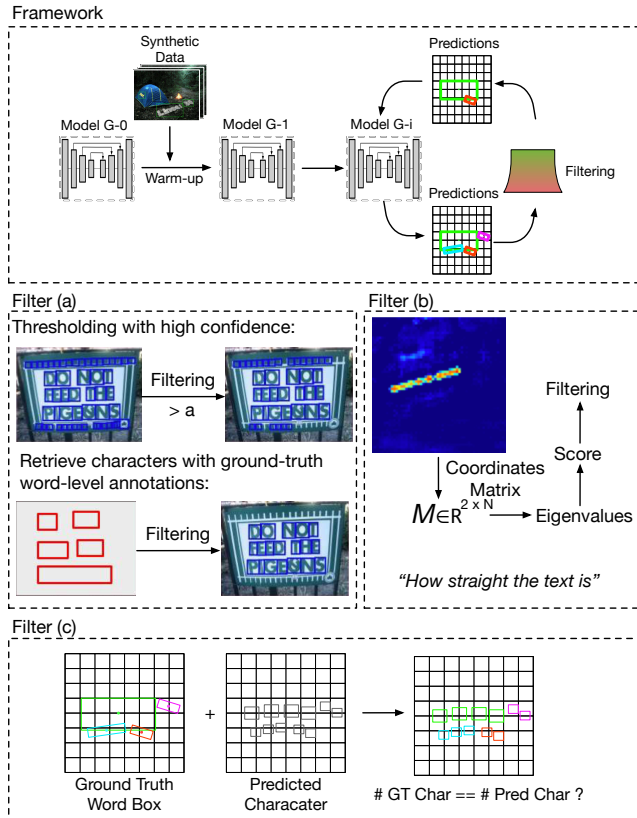 Framework
Synthetic
Data
Predictions
Model G-0
Model G-1
Model G-i
Warm-up
Filtering
Predictions
Filter (a)
Thresholding with high confidence:
DO NOT
FEED THE
PIGEONS
Filtering
> a
DO NOT
FEED THE
PIGEONS
Retrieve characters with ground-truth
word-level annotations:
Filtering
DO NOT
FEED THE
PIGEONS
Filter (b)
Filtering
Coordinates
Matrix
Score
M∈R^{2 x N}
Eigenvalues
“How straight the text is”
Filter (c)
+
Ground Truth
Word Box
Predicted
Characater
# GT Char == # Pred Char ?